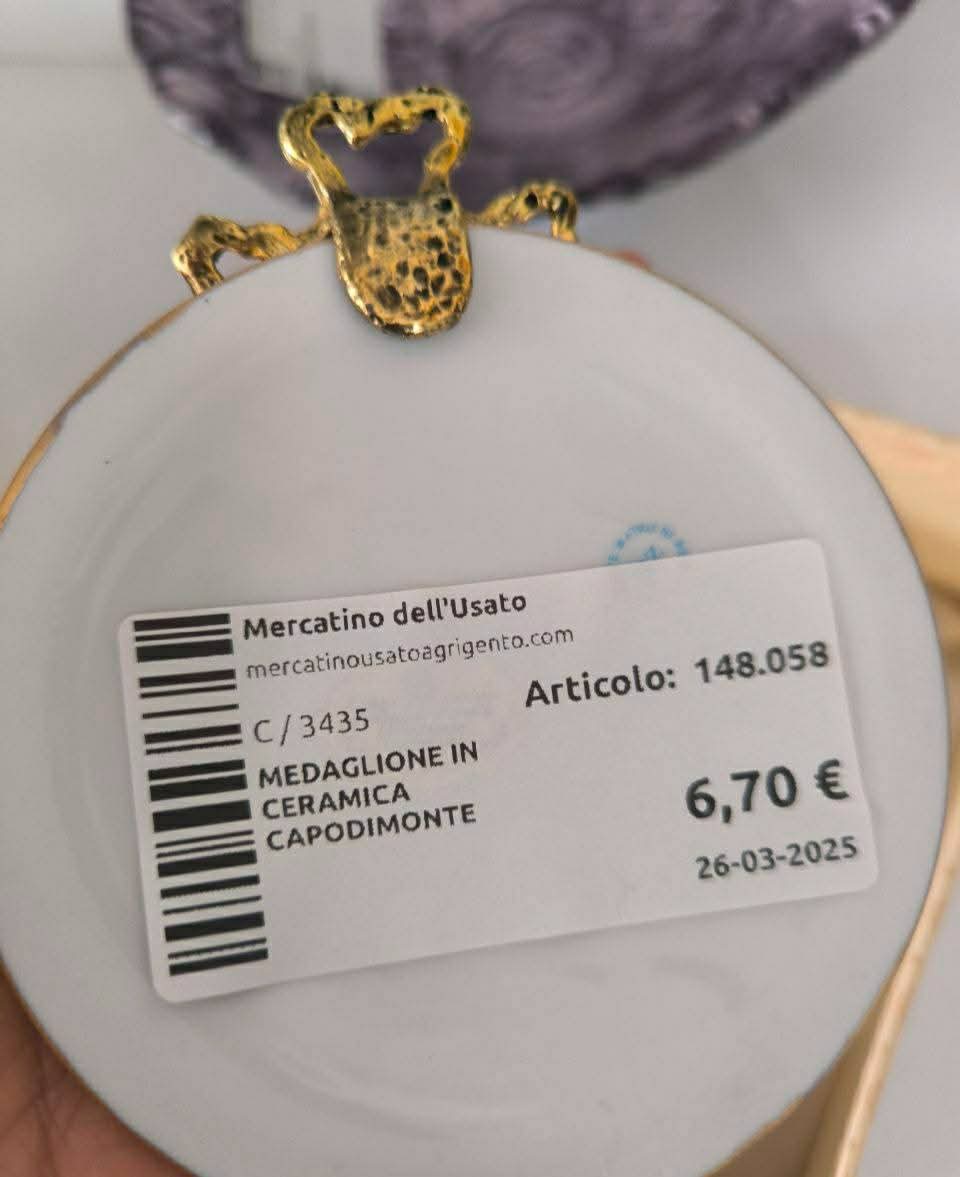 Mercatino dell'Usato
mercatinousatoagrigento.com
Articolo: 148.058
C / 3435
MEDAGLIONE IN
CERAMICA
CAPODIMONTE
6,70 €
26-03-2025